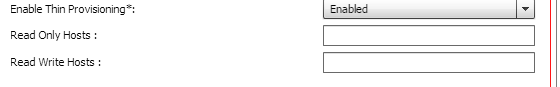 Enable Thin Provisioning*: Enabled
Read Only Hosts :
Read Write Hosts :